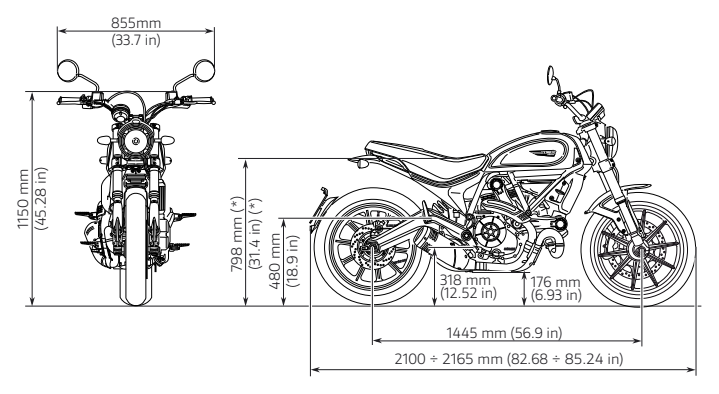 855mm
(33.7 in)
1150 mm
(45.28 in)
798 mm (*)
(31.4 in) (*)
480 mm
(18.9 in)
318 mm
(12.52 in)
176 mm
(6.93 in)
1445 mm (56.9 in)
2100 ÷ 2165 mm (82.68 ÷ 85.24 in)